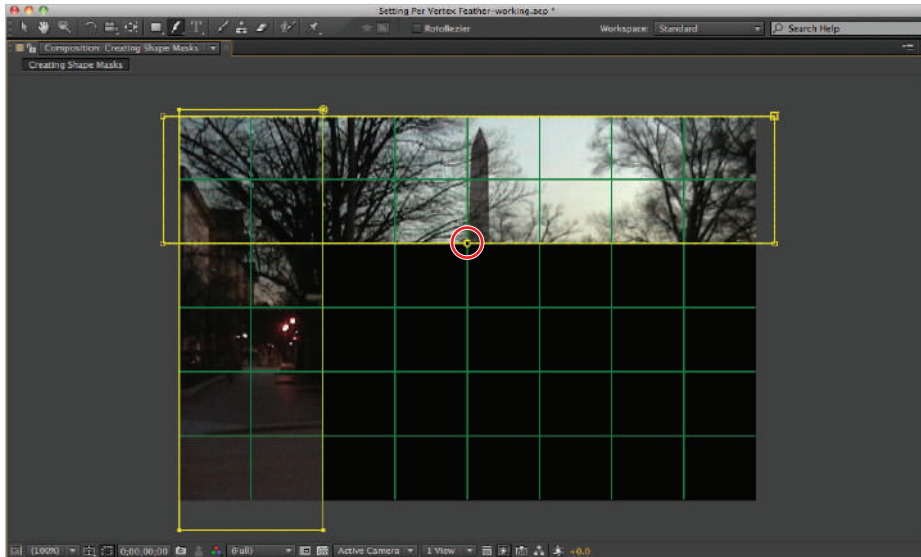 Setting Per Vertex Feather-working.aep *
RotoBezier
Workspace: Standard
Search Help
Composition: Creating Shape Masks
Creating Shape Masks
(100%) 0;00;00;00 (Full) Active Camera 1 View +0.0